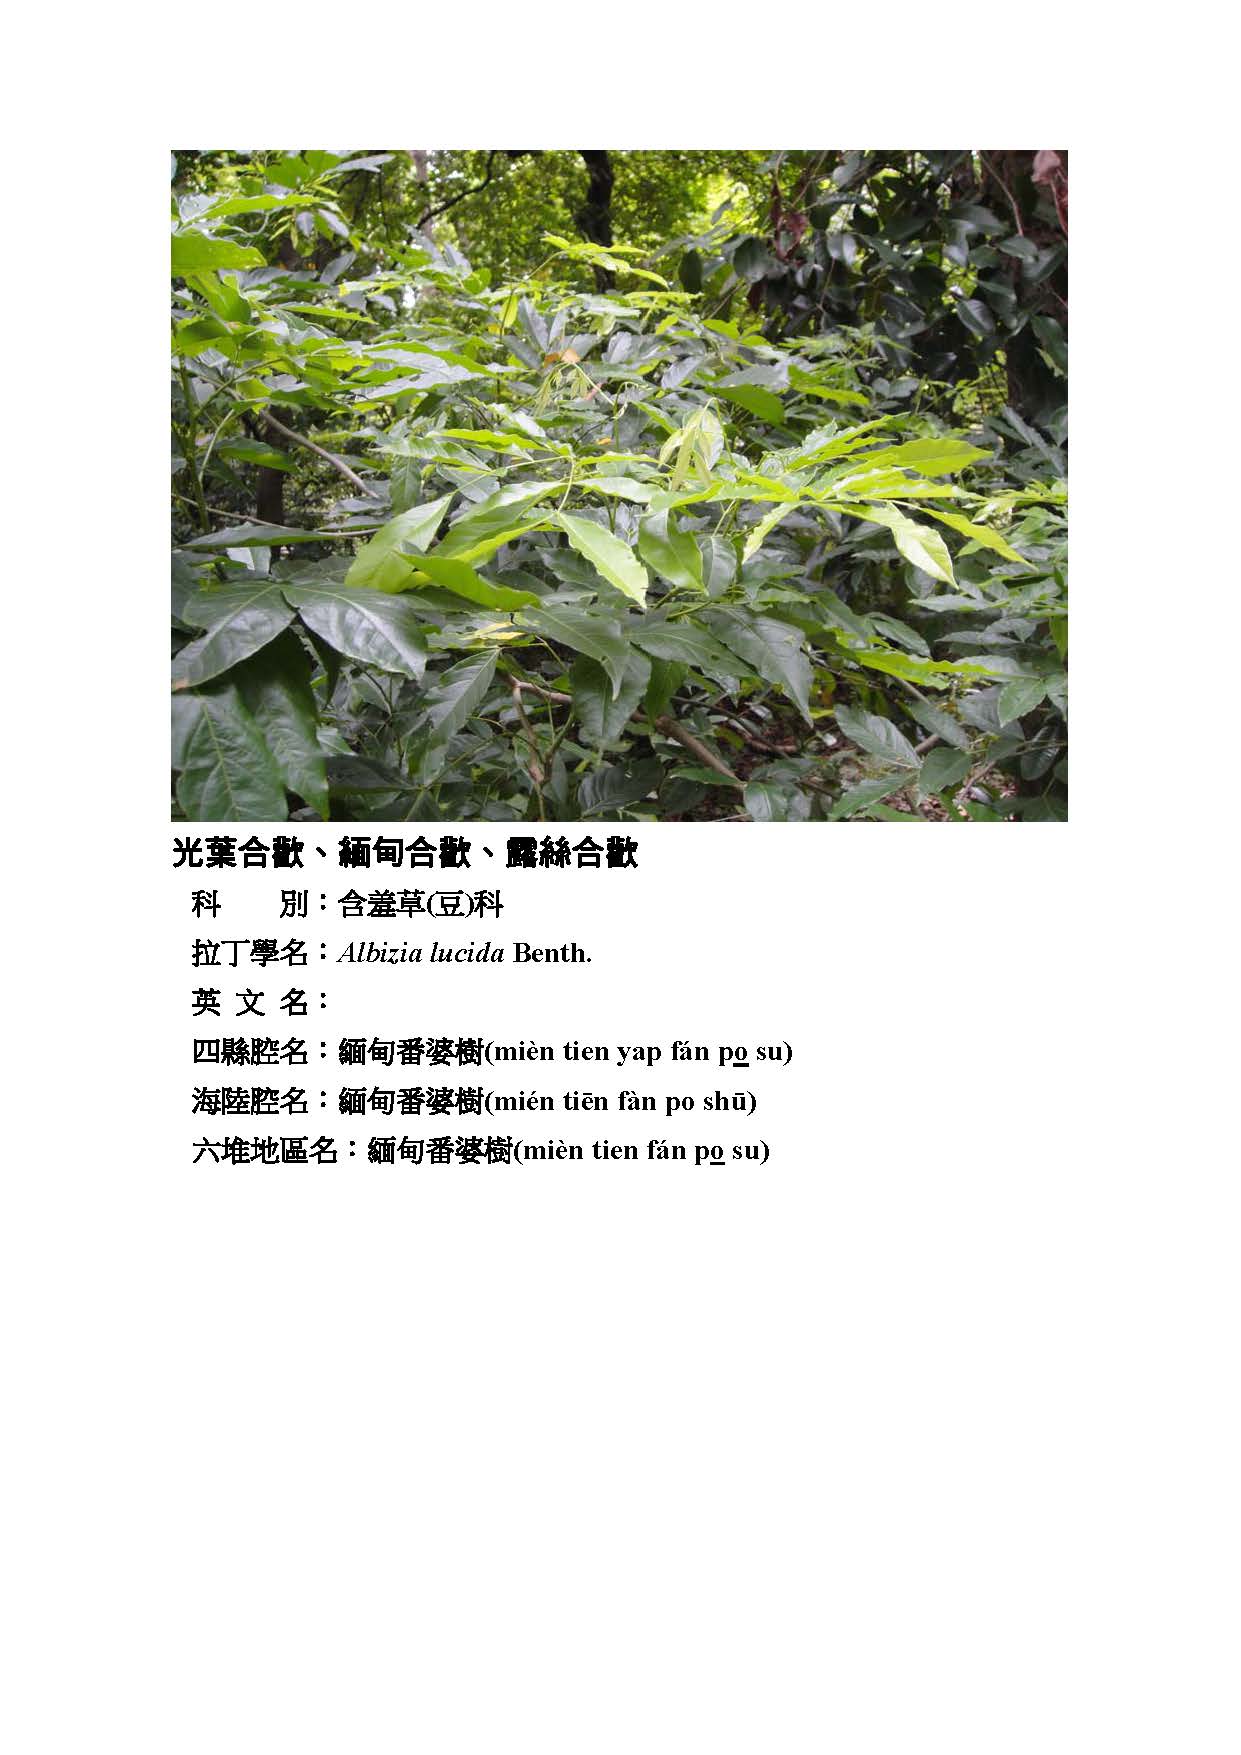 光葉合歡、緬甸合歡、露絲合歡
科　　別：含羞草(豆)科
拉丁學名：Albizia lucida Benth.
英 文 名：
四縣腔名：緬甸番婆樹(mièn tien yap fán po su)
海陸腔名：緬甸番婆樹(mién tiēn fàn po shū)
六堆地區名：緬甸番婆樹(mièn tien fán po su)